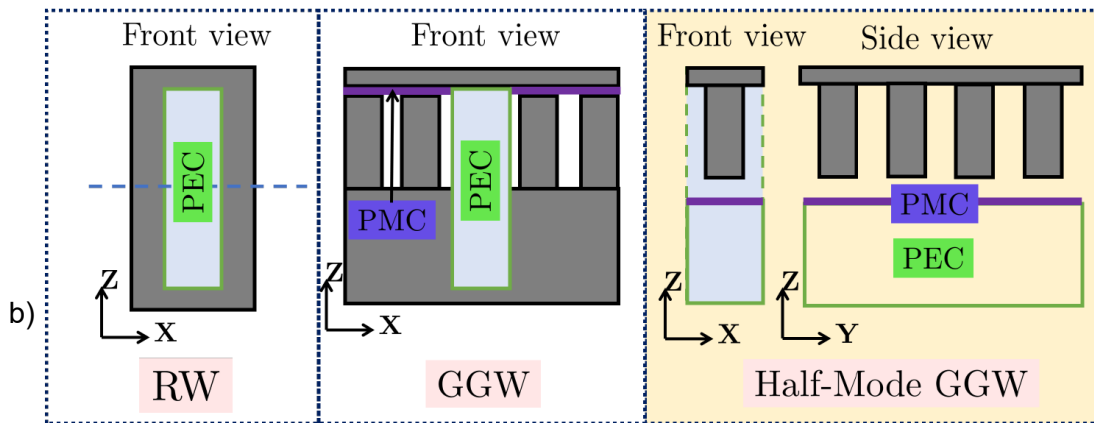 Front view
PEC
Z
X
b)
RW
Front view
PEC
PMC
Z
X
GGW
Front view
Side view
PMC
PEC
Z
X
Z
Y
Half-Mode GGW